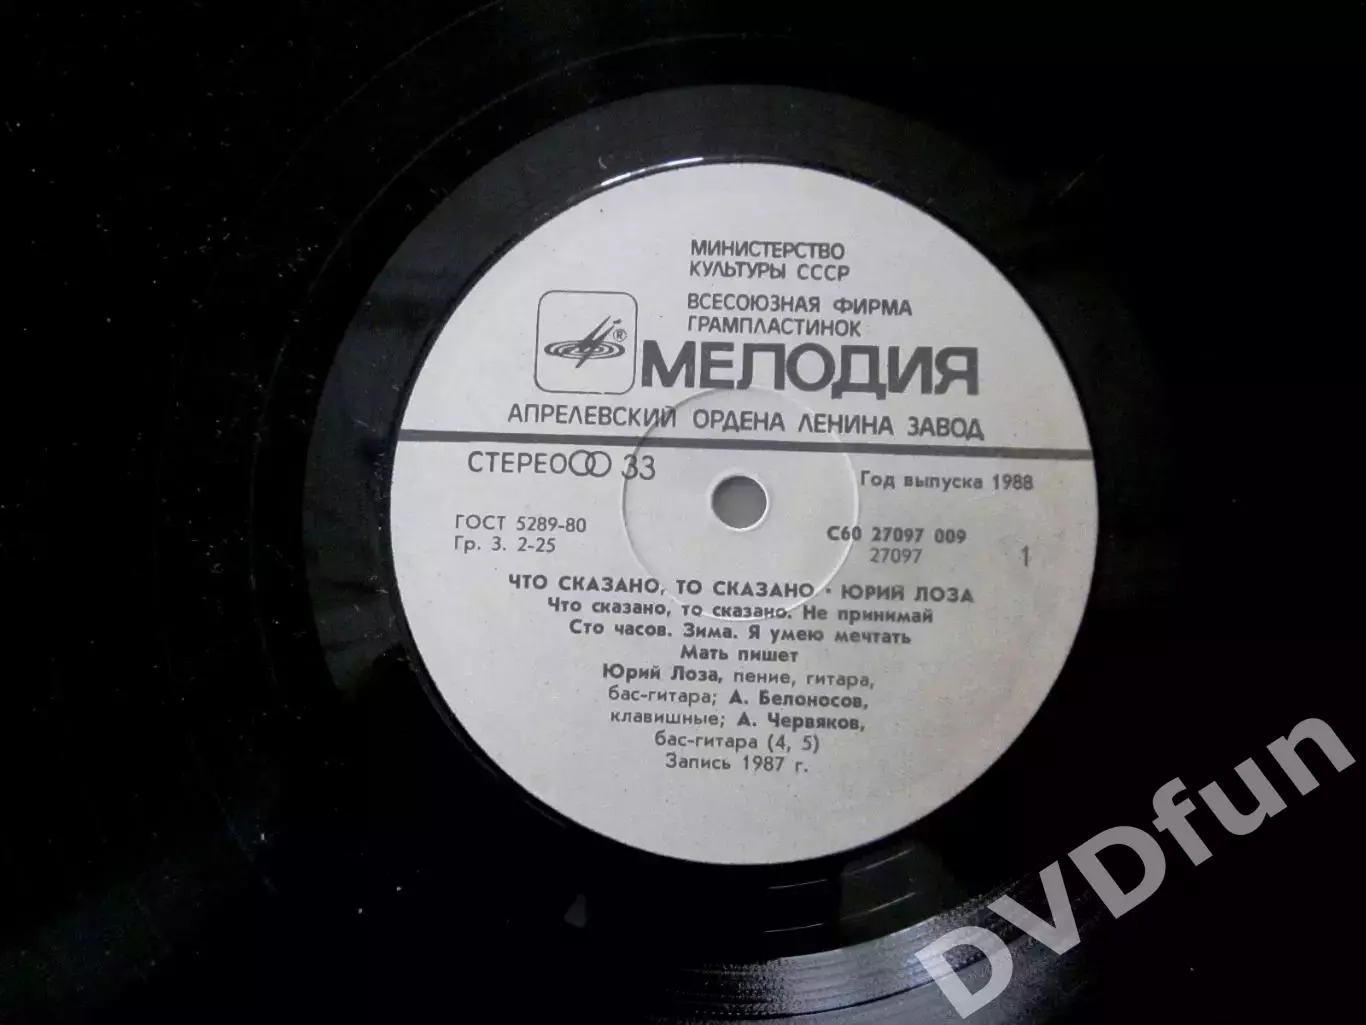 МИНИСТЕРСТВО
КУЛЬТУРЫ СССР
ВСЕСОЮЗНАЯ ФИРМА
ГРАМПЛАСТИНОК
®
МЕЛОДИЯ
АПРЕЛЕВСКИЙ ОРДЕНА ЛЕНИНА ЗАВОД
СТЕРЕО 33
Год выпуска 1988
ГОСТ 5289-80
Гр. 3. 2-25
С60 27097 009
27097
1
ЧТО СКАЗАНО, ТО СКАЗАНО · ЮРИЙ ЛОЗА
Что сказано, то сказано. Не принимай
Сто часов. Зима. Я умею мечтать
Мать пишет
Юрий Лоза, пение, гитара,
бас-гитара; А. Белоносов,
клавишные; А. Червяков,
бас-гитара (4, 5)
Запись 1987 г.
DVDfun